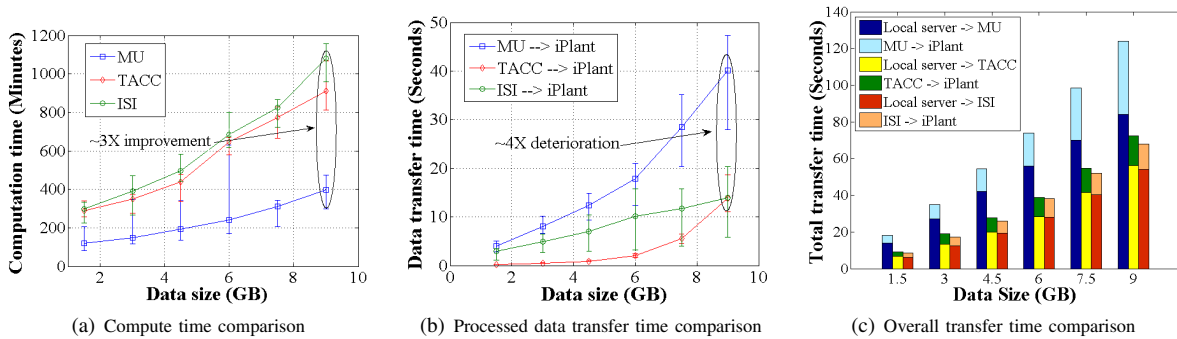 1200
1000
800
600
400
200
0
0 2 4 6 8 10
Computation time (Minutes)
Data size (GB)
MU
TACC
ISI
~3X improvement
(a) Compute time comparison
50
40
30
20
10
0
0 2 4 6 8 10
Data transfer time (Seconds)
Data size (GB)
MU --> iPlant
TACC --> iPlant
ISI --> iPlant
~4X deterioration
(b) Processed data transfer time comparison
140
120
100
80
60
40
20
0
1.5 3 4.5 6 7.5 9
Total transfer time (Seconds)
Data Size (GB)
Local server -> MU
MU -> iPlant
Local server -> TACC
TACC -> iPlant
Local server -> ISI
ISI -> iPlant
(c) Overall transfer time comparison